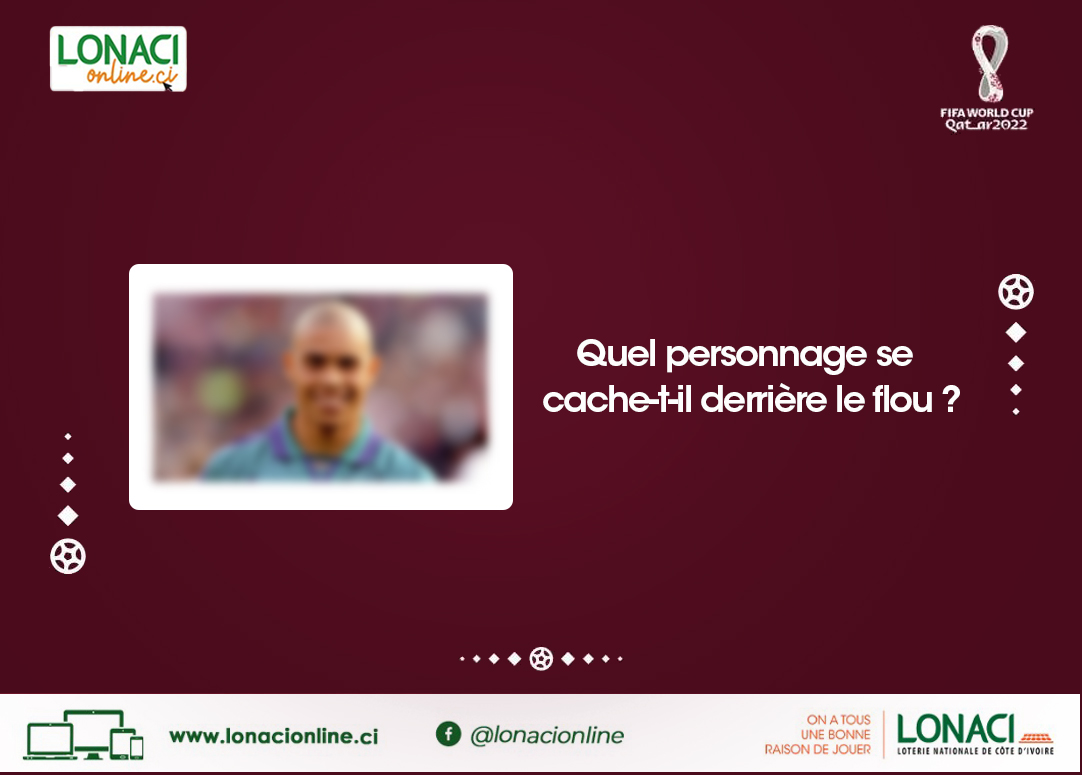 LONACI
online.ci
FIFA WORLD CUP
Qatar2022
Quel personnage se
cache-t-il derrière le flou ?
www.lonacionline.ci
@lonacionline
ON A TOUS
UNE BONNE
RAISON DE JOUER
LONACI
LOTERIE NATIONALE DE CÔTE D'IVOIRE